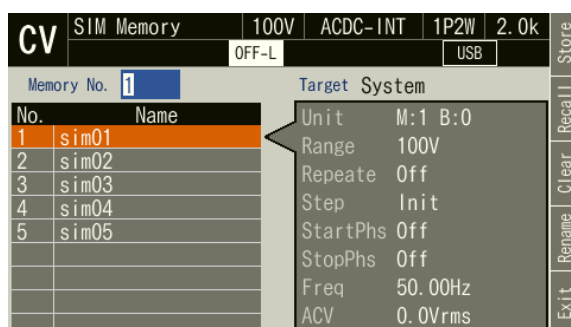 CV SIM Memory 100V ACDC-INT 1P2W 2.0k
OFF-L USB
Memory No. 1 Target System
No. Name
1 sim01
2 sim02
3 sim03
4 sim04
5 sim05
Unit M:1 B:0
Range 100V
Repeate Off
Step Init
StartPhs Off
StopPhs Off
Freq 50.00Hz
ACV 0.0Vrms
Store
Recall
Clear
Rename
Exit